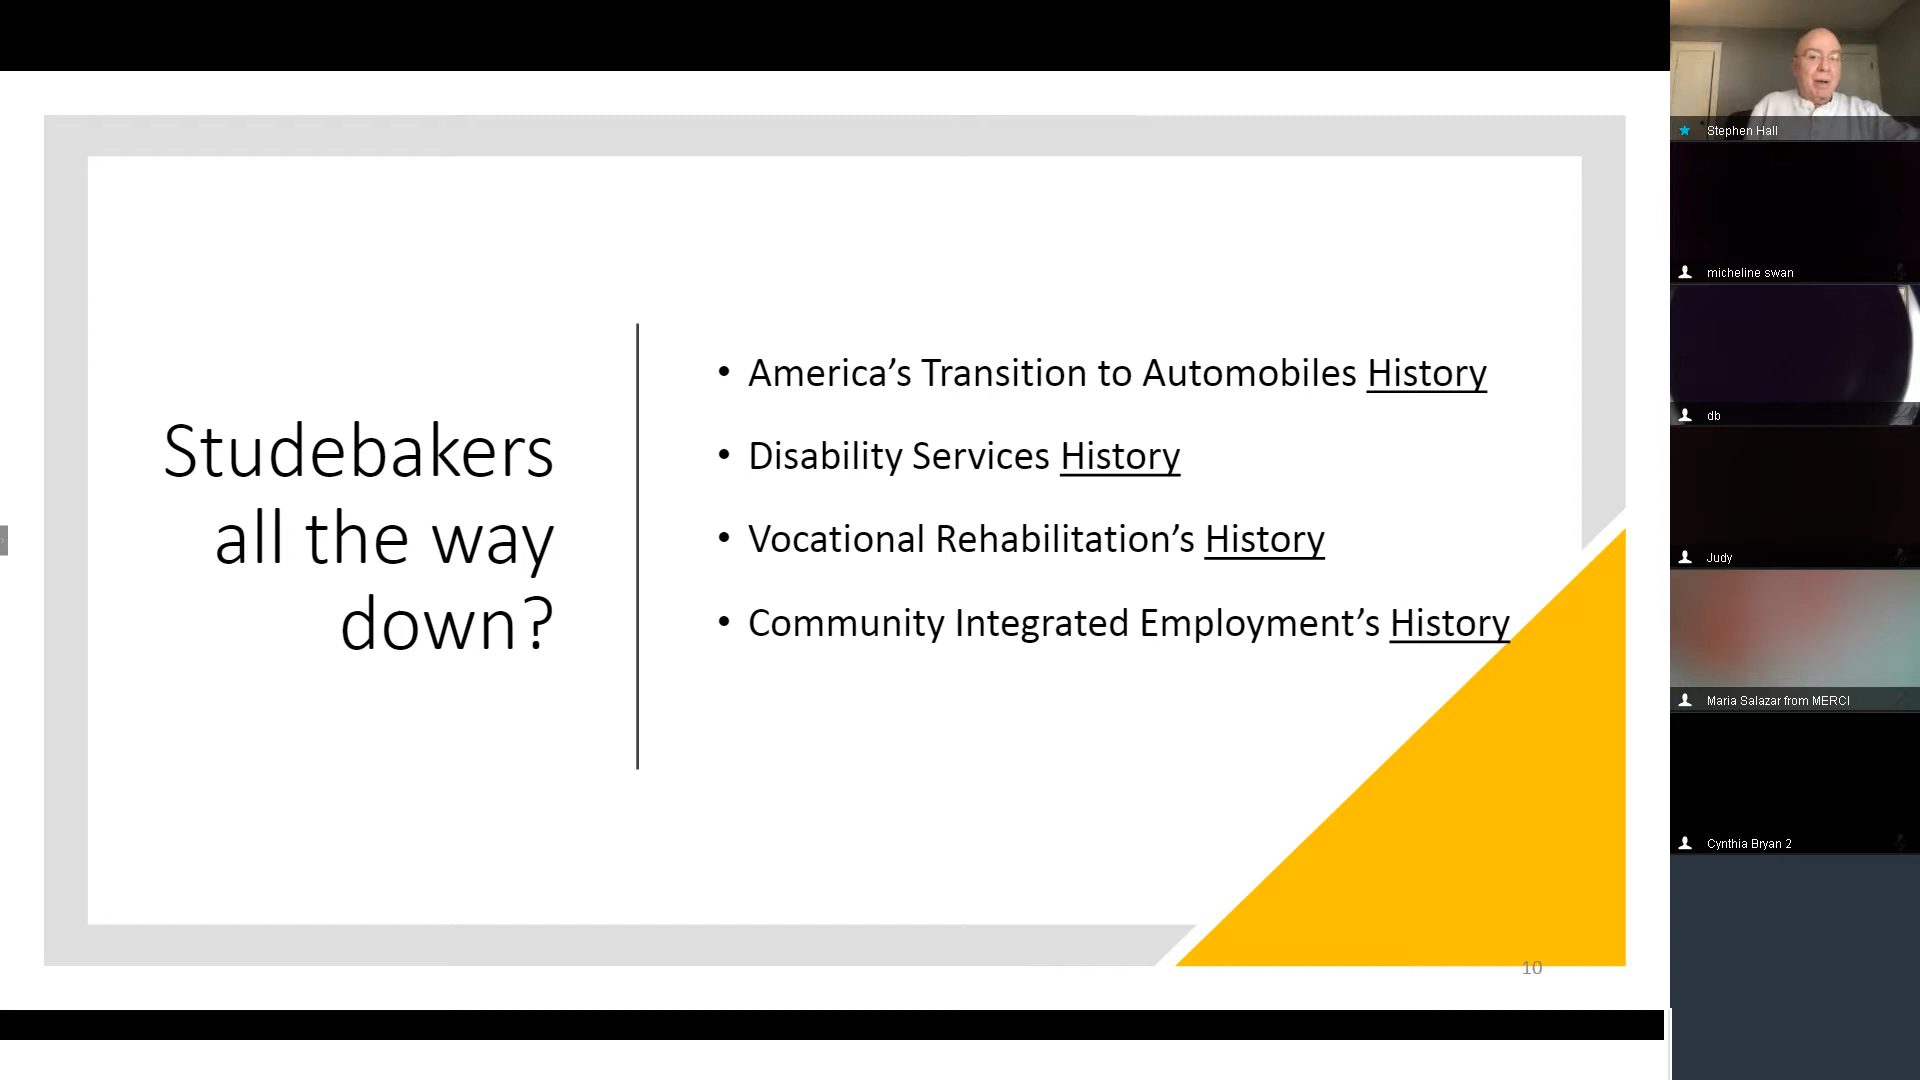 Studebakers
all the way
down?
• America’s Transition to Automobiles History
• Disability Services History
• Vocational Rehabilitation’s History
• Community Integrated Employment’s History
10
Stephen Hall
micheline swan
db
Judy
Maria Salazar from MERCI
Cynthia Bryan 2